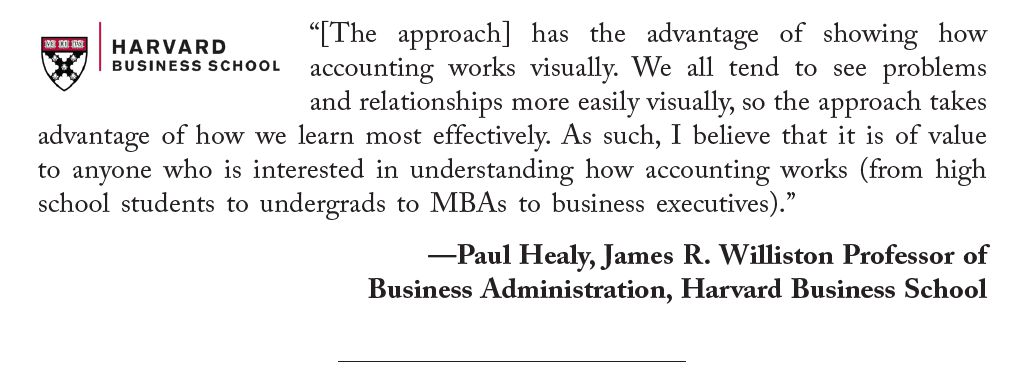 HARVARD
BUSINESS SCHOOL
“[The approach] has the advantage of showing how
accounting works visually. We all tend to see problems
and relationships more easily visually, so the approach takes
advantage of how we learn most effectively. As such, I believe that it is of value
to anyone who is interested in understanding how accounting works (from high
school students to undergrads to MBAs to business executives).”
—Paul Healy, James R. Williston Professor of
Business Administration, Harvard Business School